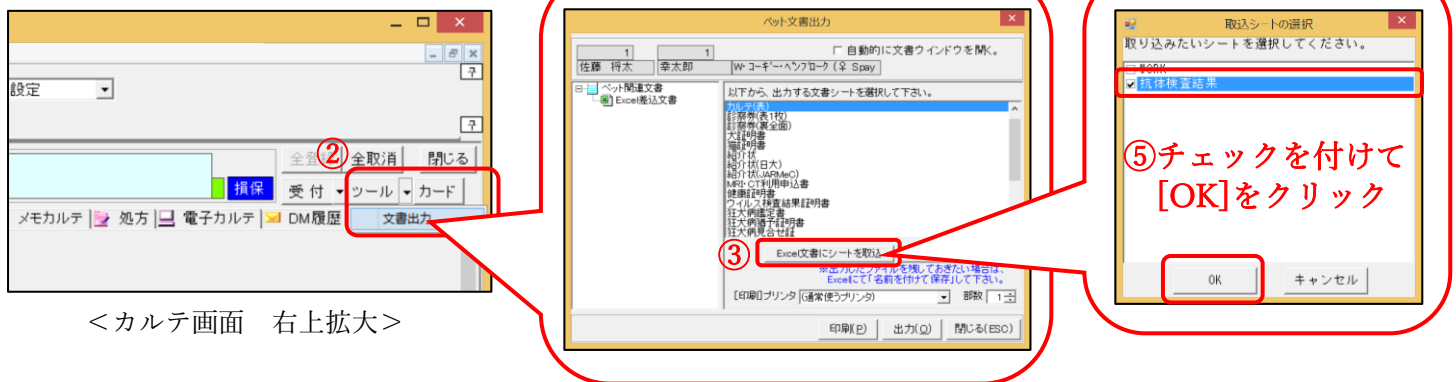 設定
②
全取消
閉じる
損保
受 付
ツール
カード
メモカルテ
処方
電子カルテ
DM履歴
文書出力
<カルテ画面 右上拡大>
ペット文書出力
1
1
自動的に文書ウインドウを開く。
佐藤 将太
幸太郎
W・コーギー・ペンブローク (♀ Spay
ペット関連文書
Excel差込文書
以下から、出力する文書シートを選択して下さい。
カルテ(表)
診察券(表1枚)
診察券(裏全面)
犬証明書
猫証明書
紹介状
紹介状(日大)
紹介状(JARMeC)
MRI・CT利用申込書
健康証明書
ウイルス検査結果証明書
狂犬病鑑定書
狂犬病猶予証明書
狂犬病見合せ証
③
Excel文書にシートを取込
※出力したファイルを残しておきたい場合は、
Excelにて「名前を付けて保存」して下さい。
[印刷]プリンタ
(通常使うプリンタ)
部数
1
印刷(P)
出力(O)
閉じる(ESC)
取込シートの選択
取り込みたいシートを選択してください。
WORK
抗体検査結果
⑤チェックを付けて
[OK]をクリック
OK
キャンセル